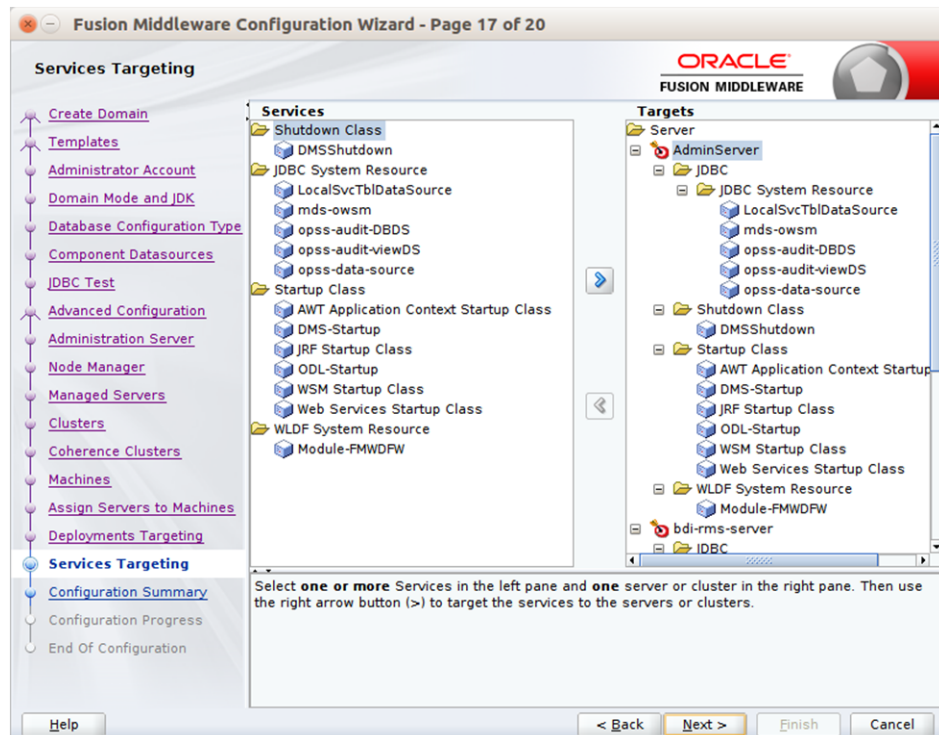 Fusion Middleware Configuration Wizard - Page 17 of 20
Services Targeting
ORACLE
FUSION MIDDLEWARE
Create Domain
Templates
Administrator Account
Domain Mode and JDK
Database Configuration Type
Component Datasources
JDBC Test
Advanced Configuration
Administration Server
Node Manager
Managed Servers
Clusters
Coherence Clusters
Machines
Assign Servers to Machines
Deployments Targeting
Services Targeting
Configuration Summary
Configuration Progress
End Of Configuration
Services
Shutdown Class
DMSShutdown
JDBC System Resource
LocalSvcTblDataSource
mds-owsm
opss-audit-DBDS
opss-audit-viewDS
opss-data-source
Startup Class
AWT Application Context Startup Class
DMS-Startup
JRF Startup Class
ODL-Startup
WSM Startup Class
Web Services Startup Class
WLDF System Resource
Module-FMWDFW
Targets
Server
AdminServer
JDBC
JDBC System Resource
LocalSvcTblDataSource
mds-owsm
opss-audit-DBDS
opss-audit-viewDS
opss-data-source
Shutdown Class
DMSShutdown
Startup Class
AWT Application Context Startup
DMS-Startup
JRF Startup Class
ODL-Startup
WSM Startup Class
Web Services Startup Class
WLDF System Resource
Module-FMWDFW
bdi-rms-server
JDBC
Select one or more Services in the left pane and one server or cluster in the right pane. Then use
the right arrow button (>) to target the services to the servers or clusters.
Help
< Back
Next >
Finish
Cancel